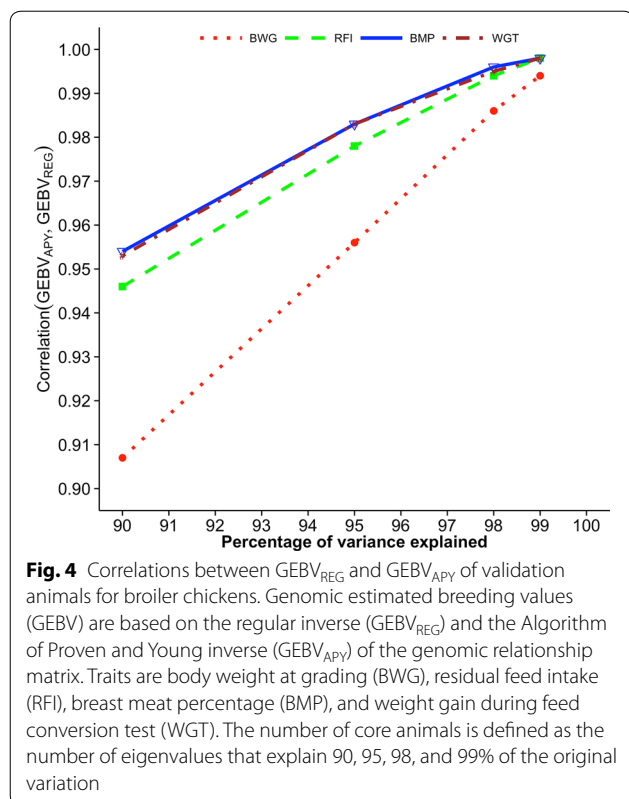 BWG RFI BMP WGT
1.00
0.99
0.98
0.97
0.96
0.95
0.94
0.93
0.92
0.91
0.90
Correlation(GEBV_APY, GEBV_REG)
90 91 92 93 94 95 96 97 98 99 100
Percentage of variance explained
Fig. 4 Correlations between GEBV_REG and GEBV_APY of validation
animals for broiler chickens. Genomic estimated breeding values
(GEBV) are based on the regular inverse (GEBV_REG) and the Algorithm
of Proven and Young inverse (GEBV_APY) of the genomic relationship
matrix. Traits are body weight at grading (BWG), residual feed intake
(RFI), breast meat percentage (BMP), and weight gain during feed
conversion test (WGT). The number of core animals is defined as the
number of eigenvalues that explain 90, 95, 98, and 99% of the original
variation